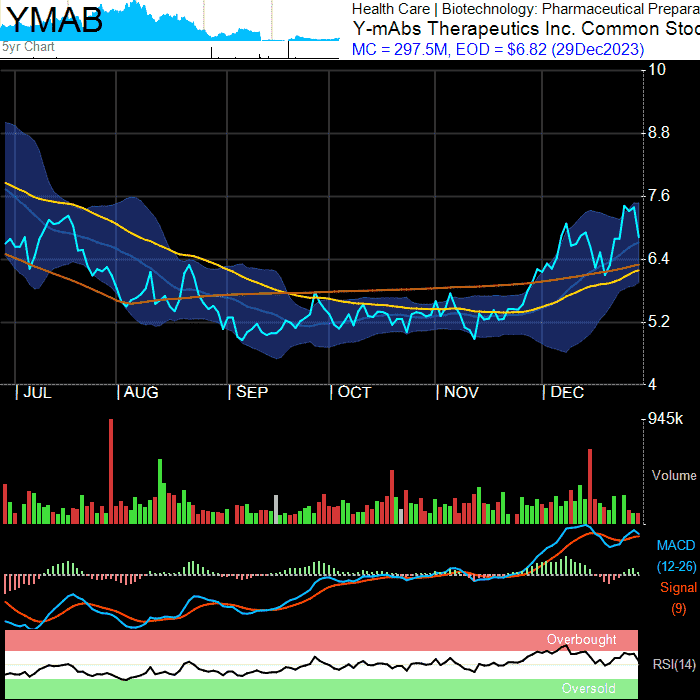 YMAB
5yr Chart
Health Care | Biotechnology: Pharmaceutical Prepara
Y-mAbs Therapeutics Inc. Common Stoc
MC = 297.5M, EOD = $6.82 (29Dec2023)
10
8.8
7.6
6.4
5.2
4
JUL AUG SEP OCT NOV DEC
945k
Volume
MACD
(12-26)
Signal
(9)
Overbought
RSI(14)
Oversold